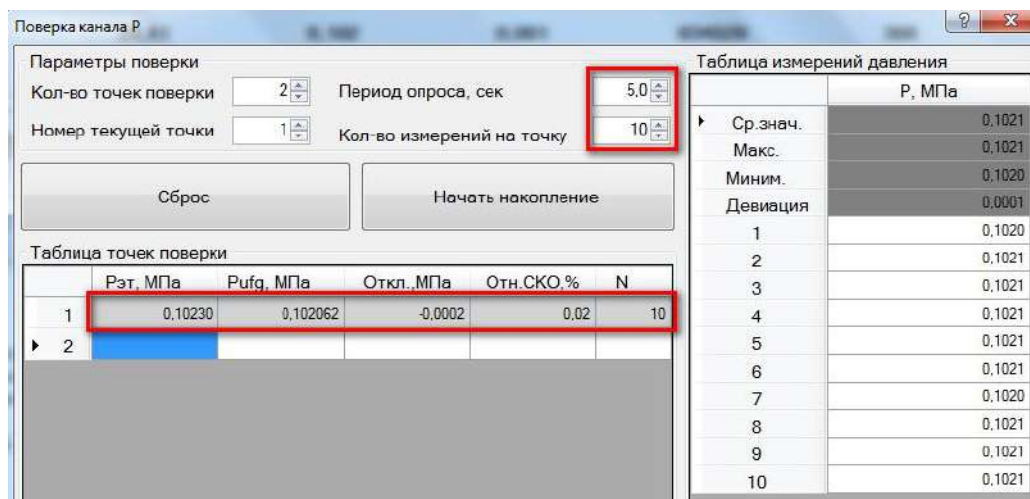 Поверка канала P
Параметры поверки
Кол-во точек поверки 2 Период опроса, сек 5,0
Номер текущей точки 1 Кол-во измерений на точку 10
Сброс Начать накопление
Таблица точек поверки
Рэт, МПа Pufg, МПа Откл.,МПа Отн.СКО,% N
1 0,10230 0,102062 -0,0002 0,02 10
2
Таблица измерений давления
P, МПа
Ср.знач. 0,1021
Макс. 0,1021
Миним. 0,1020
Девиация 0,0001
1 0,1020
2 0,1021
3 0,1021
4 0,1021
5 0,1021
6 0,1021
7 0,1020
8 0,1021
9 0,1021
10 0,1021